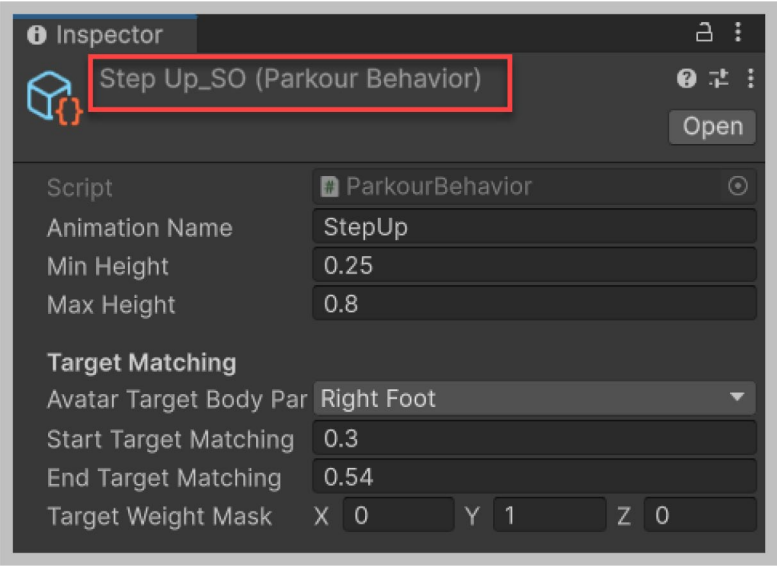 Inspector
Step Up_SO (Parkour Behavior)
Open
Script # ParkourBehavior
Animation Name StepUp
Min Height 0.25
Max Height 0.8
Target Matching
Avatar Target Body Par Right Foot
Start Target Matching 0.3
End Target Matching 0.54
Target Weight Mask X 0 Y 1 Z 0